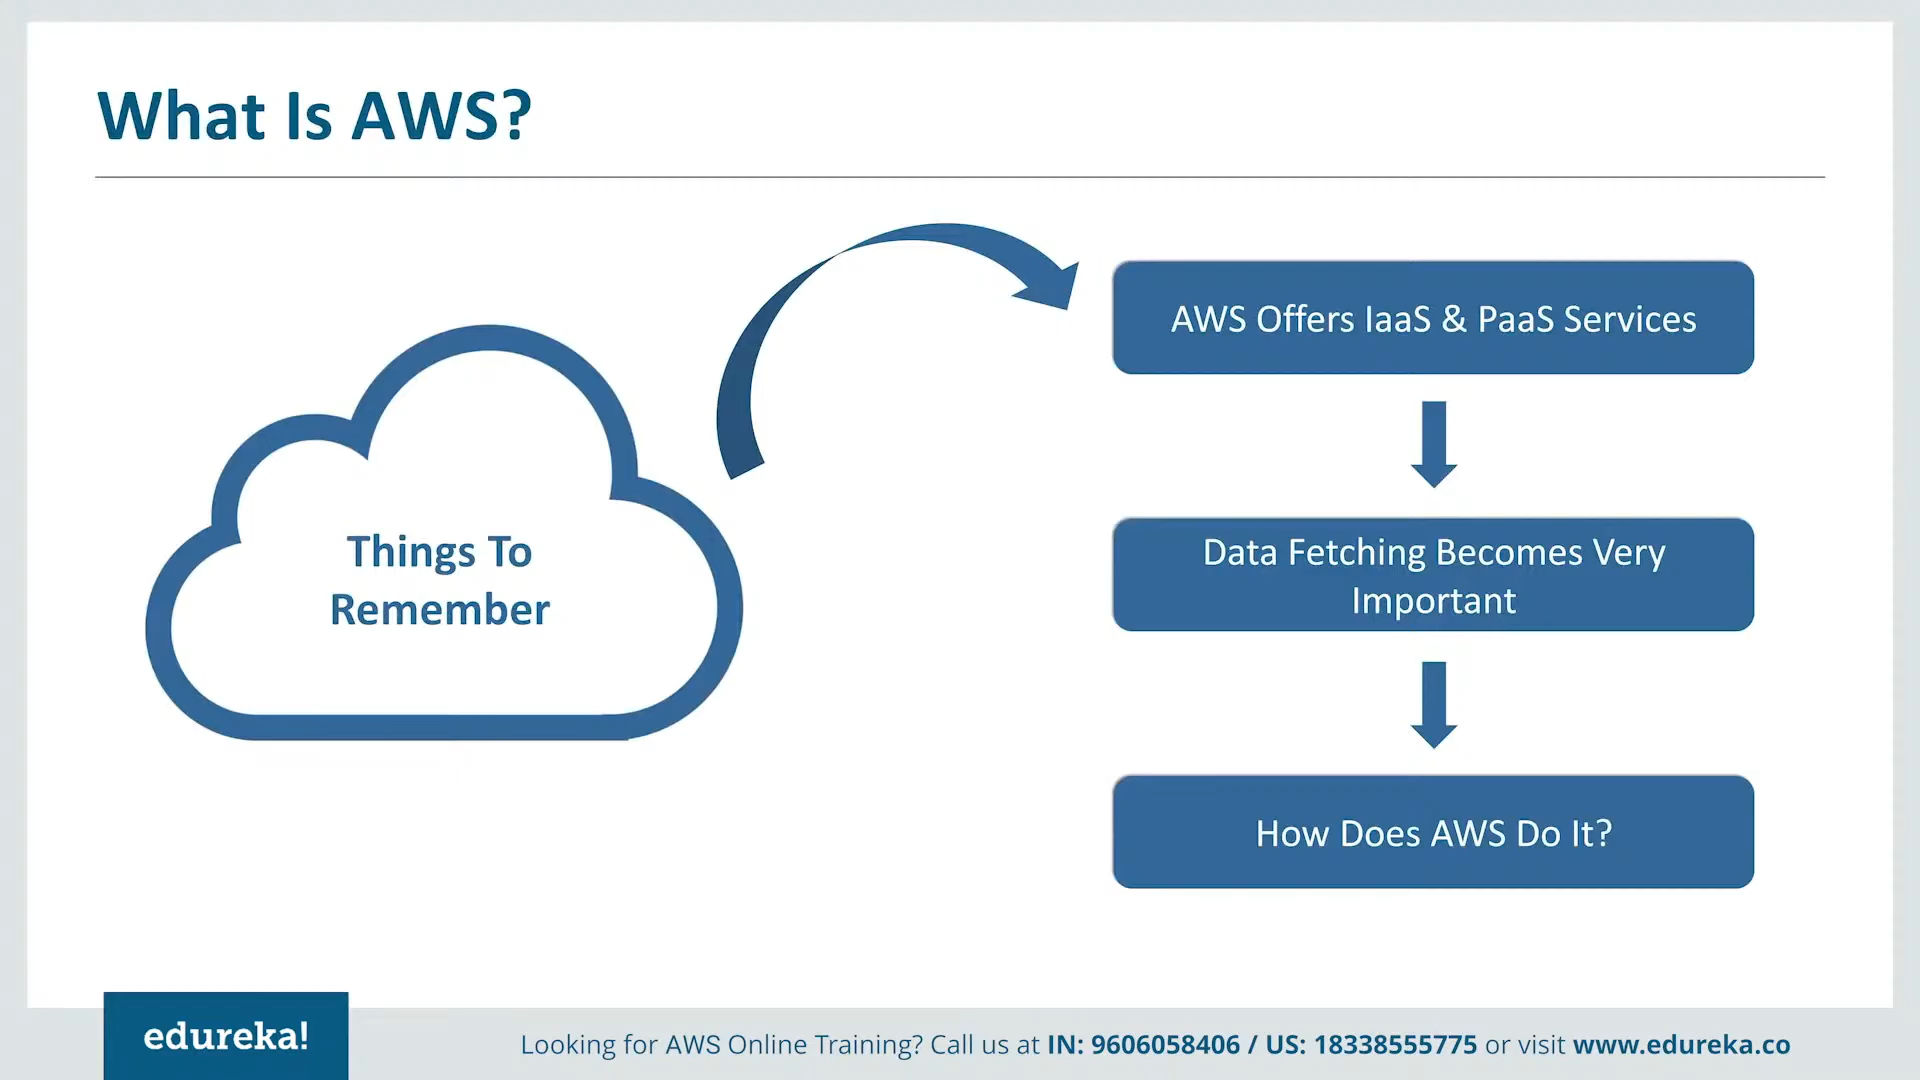 What Is AWS?
Things To
Remember
AWS Offers IaaS & PaaS Services
Data Fetching Becomes Very
Important
How Does AWS Do It?
edureka!
Looking for AWS Online Training? Call us at IN: 9606058406 / US: 18338555775 or visit www.edureka.co